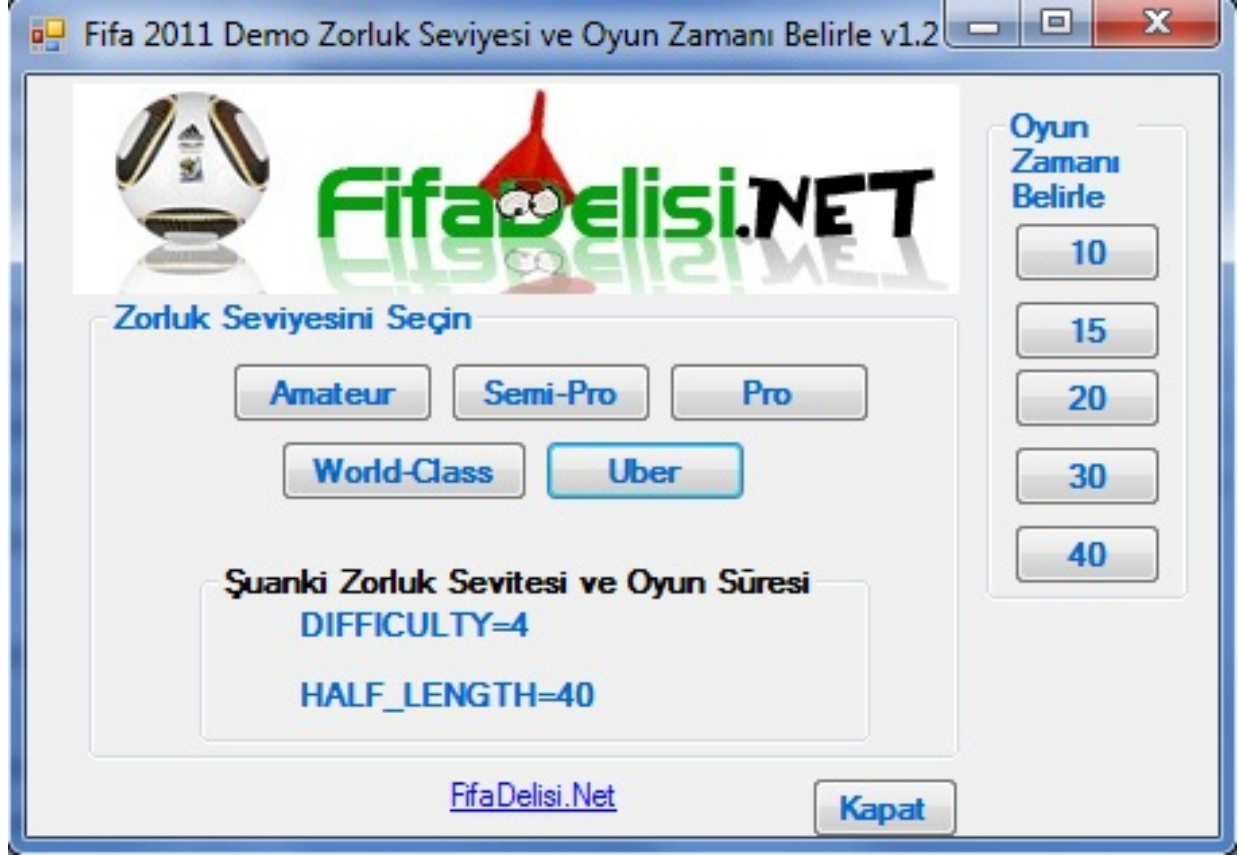 Fifa 2011 Demo Zorluk Seviyesi ve Oyun Zamanı Belirle v1.2
adidas
FifaDelisi.NET
Oyun
Zamanı
Belirle
10
15
20
30
40
Zorluk Seviyesini Seçin
Amateur
Semi-Pro
Pro
World-Class
Uber
Şuanki Zorluk Sevitesi ve Oyun Süresi
DIFFICULTY=4
HALF_LENGTH=40
FifaDelisi.Net
Kapat